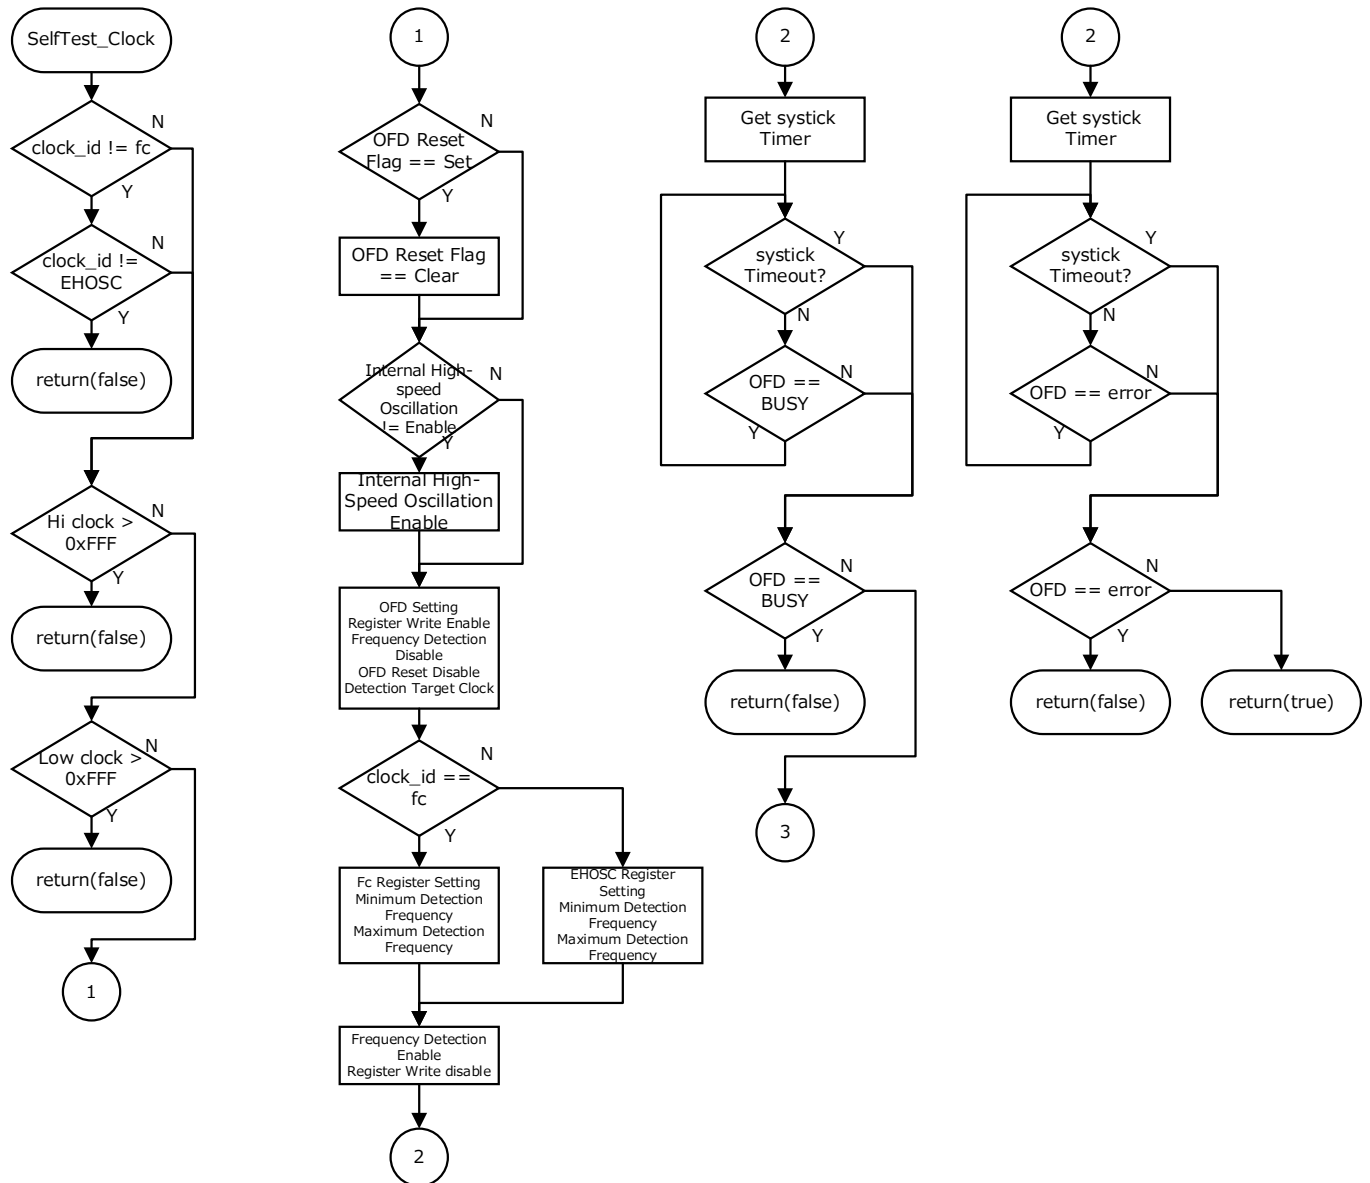 SelfTest_Clock
N
clock_id != fc
Y
N
clock_id !=
EHOSC
Y
return(false)
N
Hi clock >
0xFFF
Y
return(false)
N
Low clock >
0xFFF
Y
return(false)
1
1
N
OFD Reset
Flag == Set
Y
OFD Reset Flag
== Clear
Internal High-
speed
Oscillation
!= Enable
N
Y
Internal High-
Speed Oscillation
Enable
OFD Setting
Register Write Enable
Frequency Detection
Disable
OFD Reset Disable
Detection Target Clock
N
clock_id ==
fc
Y
Fc Register Setting
Minimum Detection
Frequency
Maximum Detection
Frequency
EHOSC Register
Setting
Minimum Detection
Frequency
Maximum Detection
Frequency
Frequency Detection
Enable
Register Write disable
2
2
Get systick
Timer
Y
systick
Timeout?
N
N
OFD ==
BUSY
Y
N
OFD ==
BUSY
Y
return(false)
3
2
Get systick
Timer
Y
systick
Timeout?
N
N
OFD == error
Y
N
OFD == error
Y
return(false)
return(true)